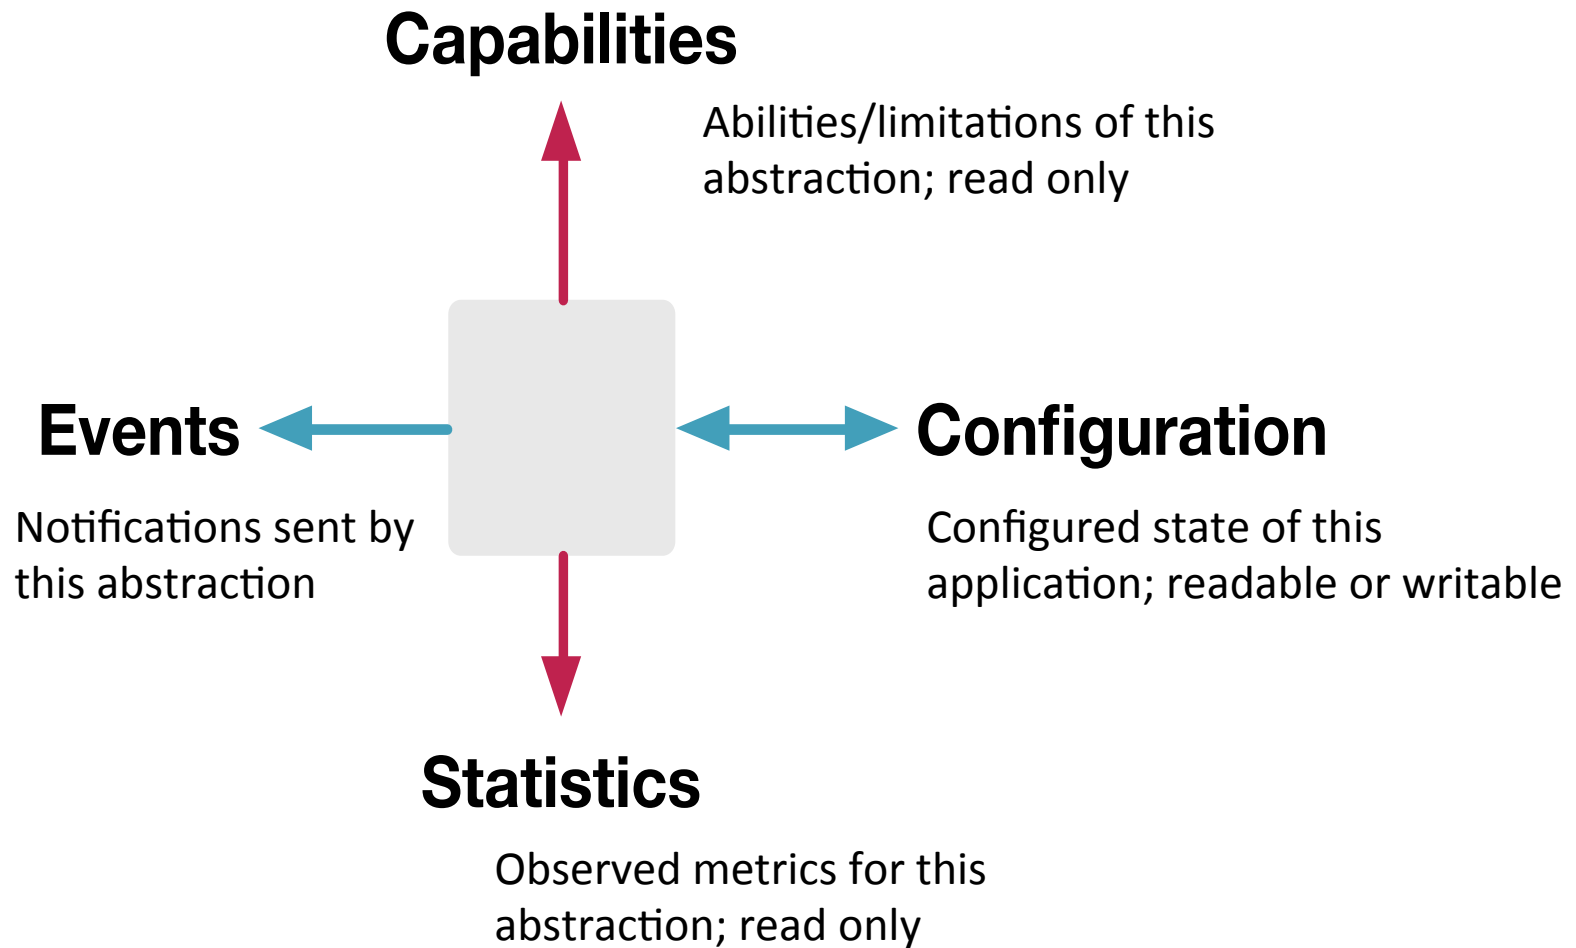 Capabilities
Abilities/limitations of this
abstraction; read only
Events
Notifications sent by
this abstraction
Configuration
Configured state of this
application; readable or writable
Statistics
Observed metrics for this
abstraction; read only